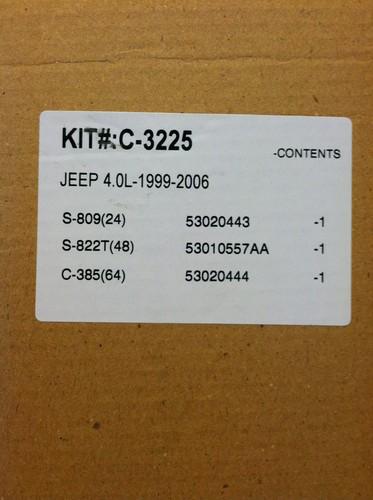 KIT#:C-3225
-CONTENTS
JEEP 4.0L-1999-2006
S-809(24) 53020443 -1
S-822T(48) 53010557AA -1
C-385(64) 53020444 -1